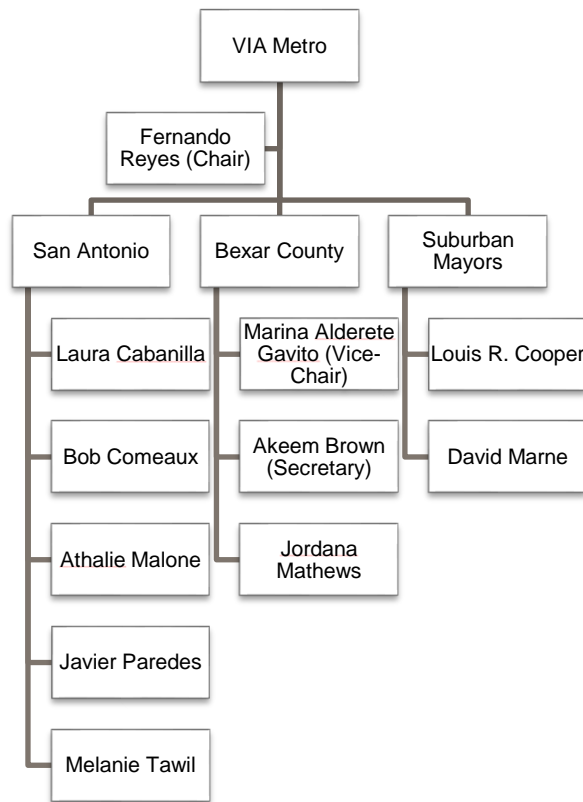 VIA Metro
Fernando
Reyes (Chair)
San Antonio
Laura Cabanilla
Bob Comeaux
Athalie Malone
Javier Paredes
Melanie Tawil
Bexar County
Marina Alderete
Gavito (Vice-
Chair)
Akeem Brown
(Secretary)
Jordana
Mathews
Suburban
Mayors
Louis R. Cooper
David Marne